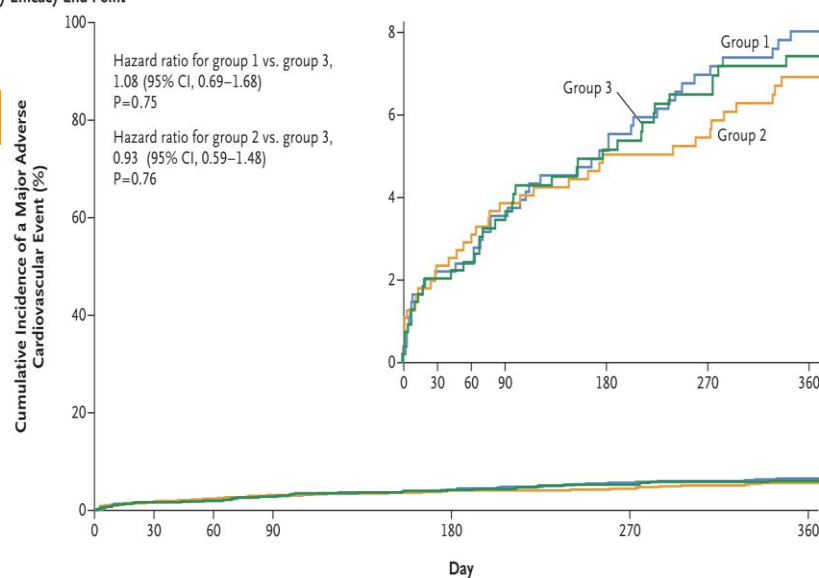 y Efficacy End Point
Hazard ratio for group 1 vs. group 3,
1.08 (95% CI, 0.69–1.68)
P=0.75
Hazard ratio for group 2 vs. group 3,
0.93 (95% CI, 0.59–1.48)
P=0.76
Cumulative Incidence of a Major Adverse
Cardiovascular Event (%)
100
80
60
40
20
0
0 30 60 90 180 270 360
Day
8
6
4
2
0
0 30 60 90 180 270 360
Group 1
Group 3
Group 2